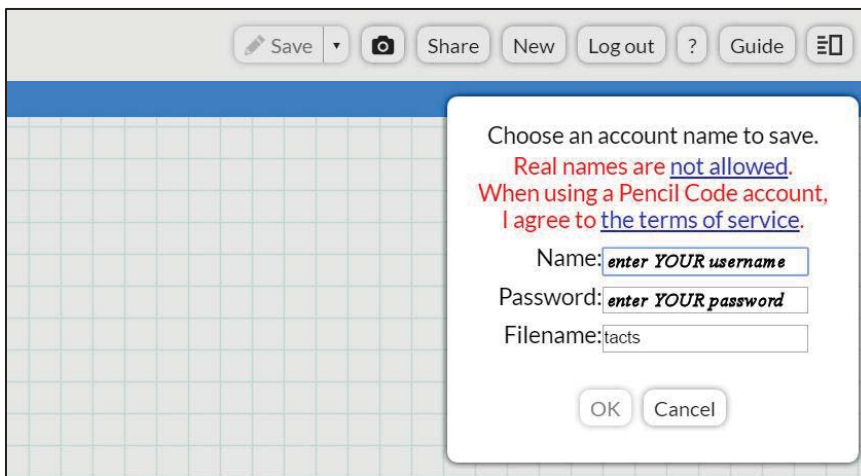 Save ▼ Share New Log out ? Guide
Choose an account name to save.
Real names are not allowed.
When using a Pencil Code account,
I agree to the terms of service.
Name: enter YOUR username
Password: enter YOUR password
Filename: tacts
OK Cancel